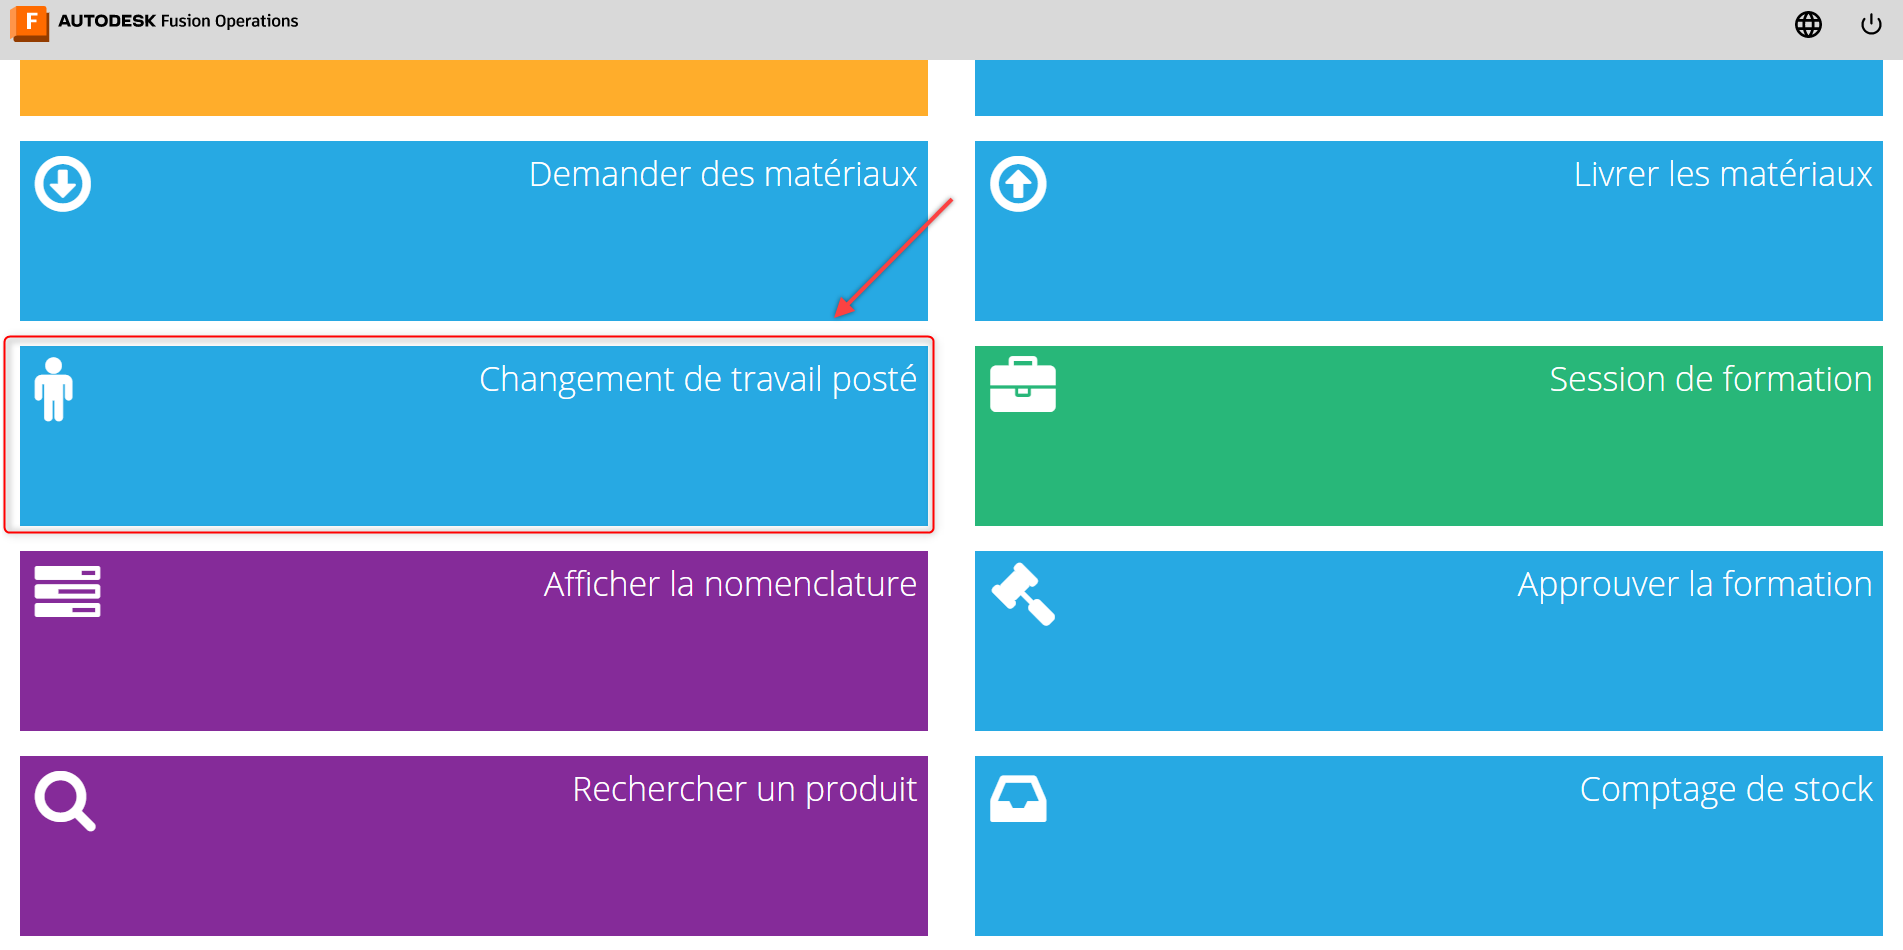 F AUTODESK Fusion Operations
Demander des matériaux
Livrer les matériaux
Changement de travail posté
Session de formation
Afficher la nomenclature
Approuver la formation
Rechercher un produit
Comptage de stock